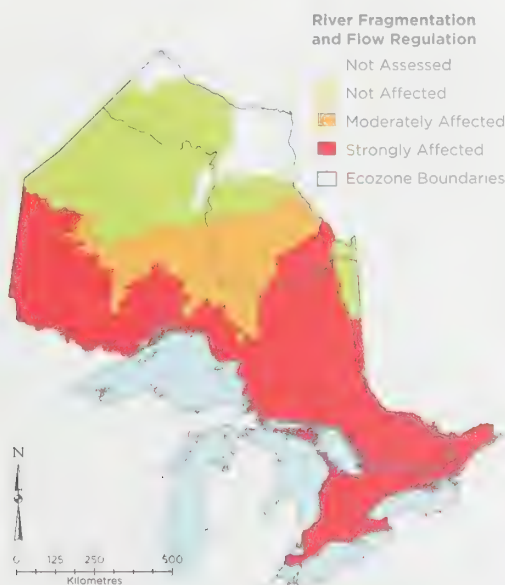 River Fragmentation
and Flow Regulation
Not Assessed
Not Affected
Moderately Affected
Strongly Affected
Ecozone Boundaries
N
0 125 250 500
Kilometres